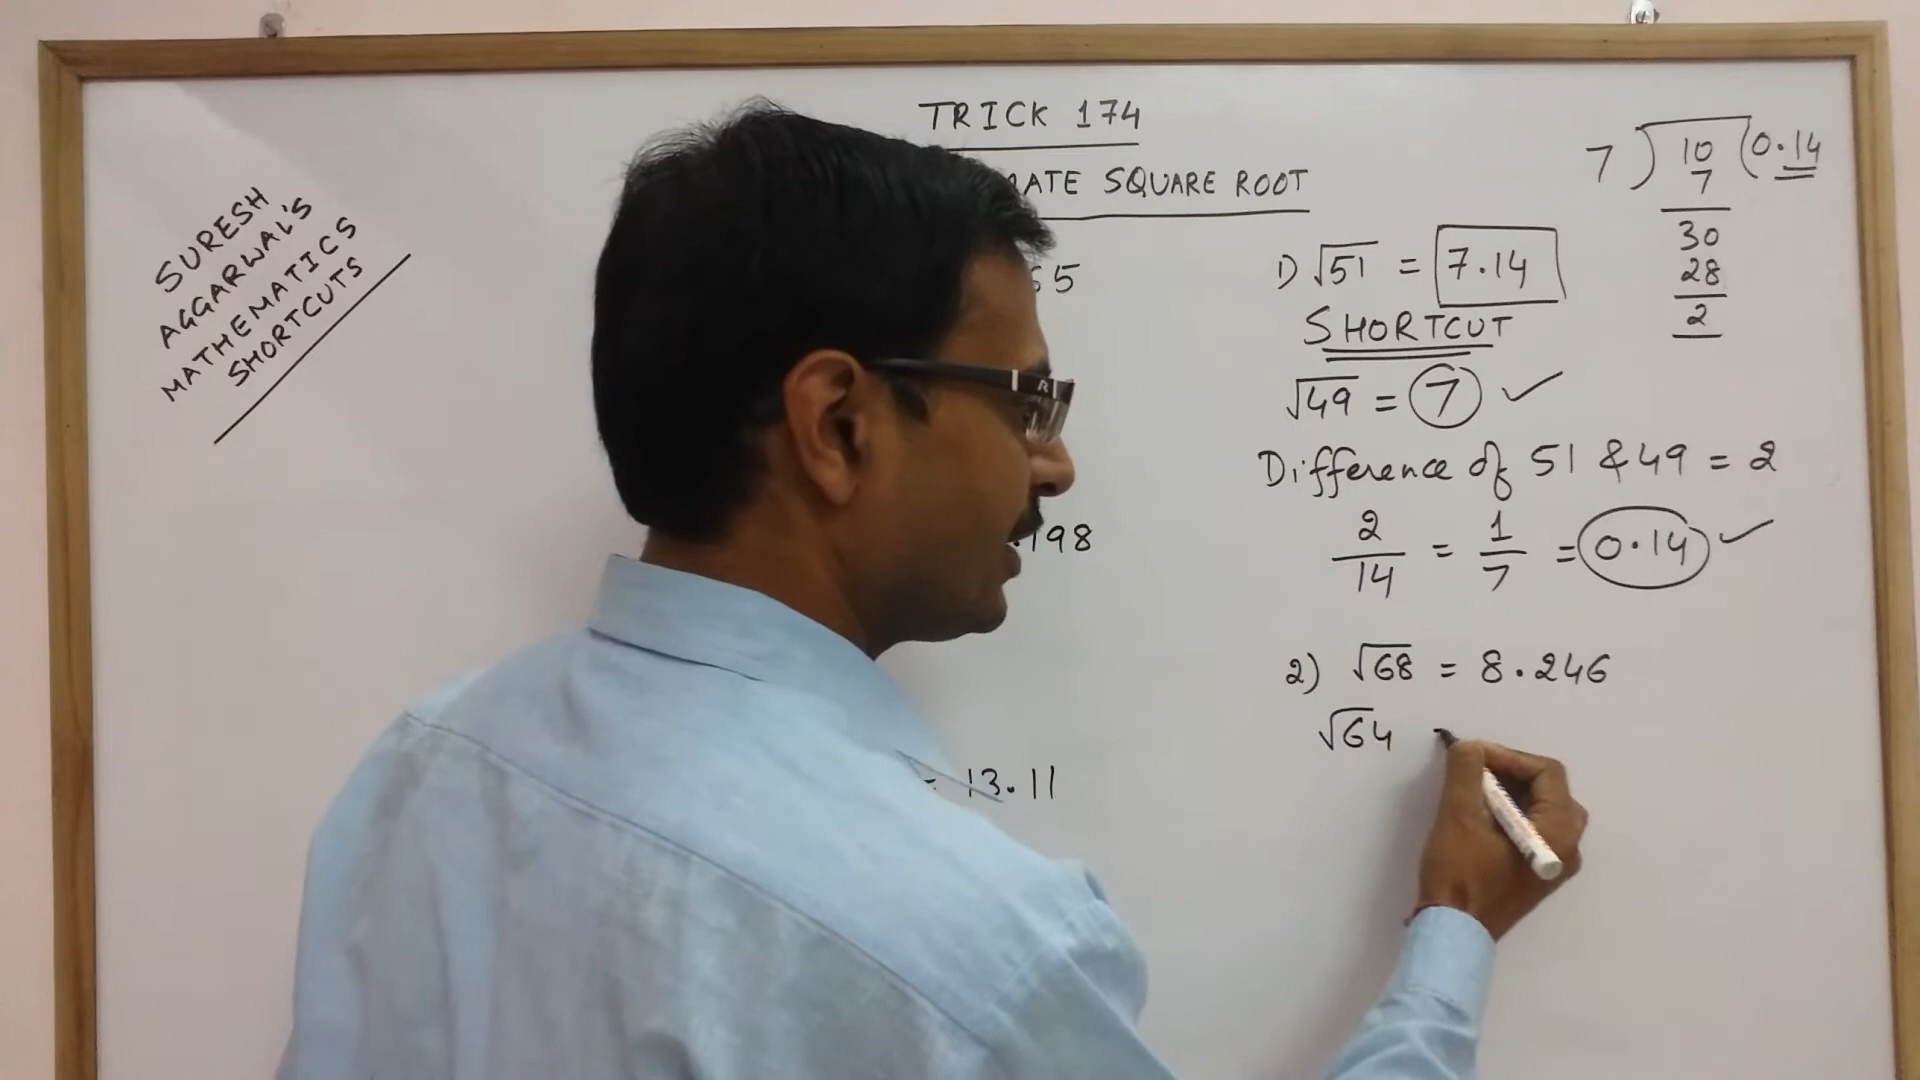 TRICK 174
SQUARE ROOT
SURESH
AGGARWAL'S
MATHEMATICS
SHORTCUTS
65
.198
= 13.11
1) √51 = 7.14
SHORTCUT
√49 = 7 ✓
Difference of 51 & 49 = 2
2/14 = 1/7 = 0.14 ✓
2) √68 = 8.246
√64
7) 10 (0.14
7
30
28
2